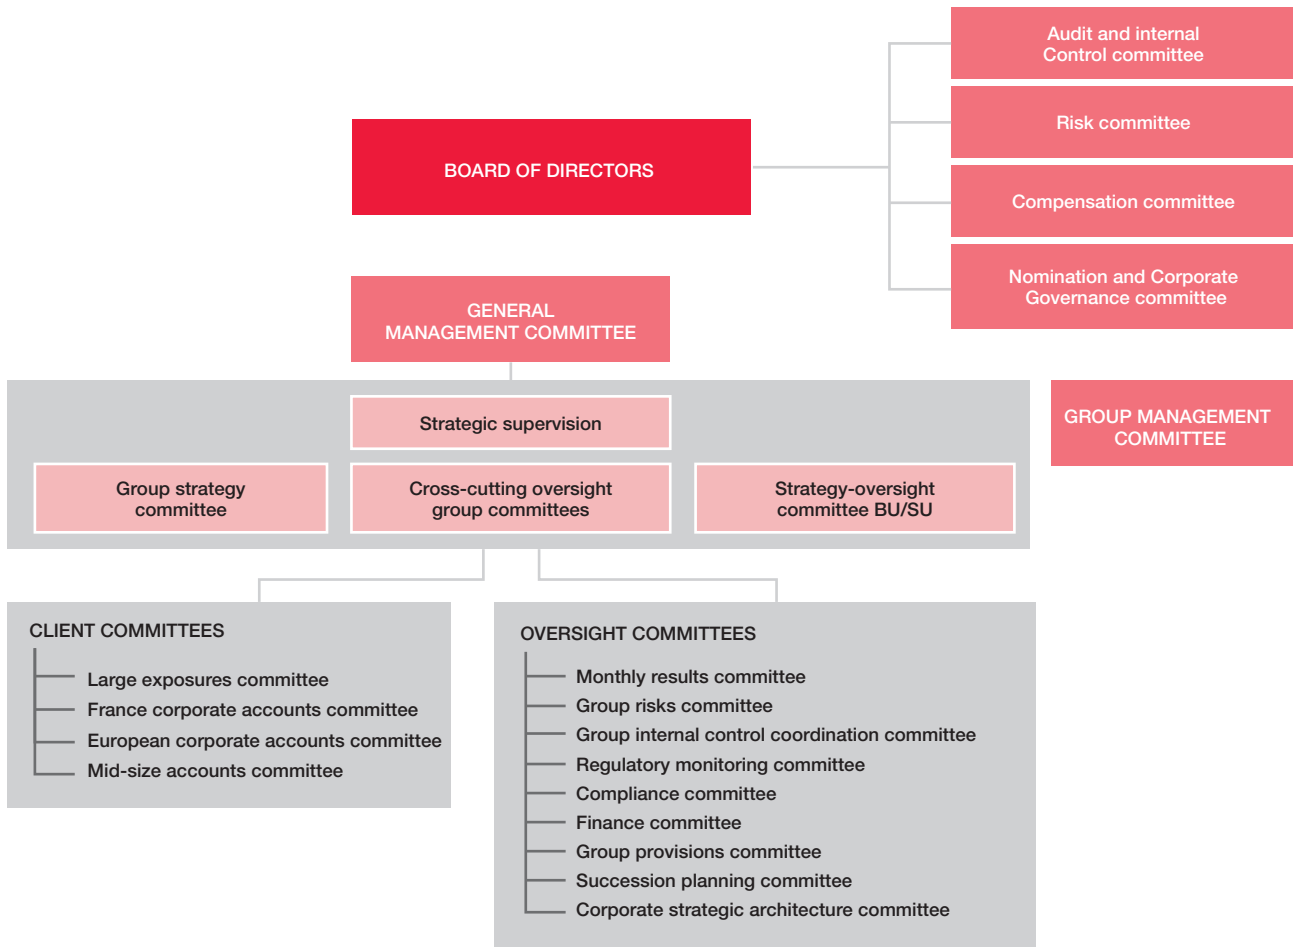 Audit and internal
Control committee
Risk committee
BOARD OF DIRECTORS
Compensation committee
Nomination and Corporate
Governance committee
GENERAL
MANAGEMENT COMMITTEE
Strategic supervision
GROUP MANAGEMENT
COMMITTEE
Group strategy
committee
Cross-cutting oversight
group committees
Strategy-oversight
committee BU/SU
CLIENT COMMITTEES
Large exposures committee
France corporate accounts committee
European corporate accounts committee
Mid-size accounts committee
OVERSIGHT COMMITTEES
Monthly results committee
Group risks committee
Group internal control coordination committee
Regulatory monitoring committee
Compliance committee
Finance committee
Group provisions committee
Succession planning committee
Corporate strategic architecture committee